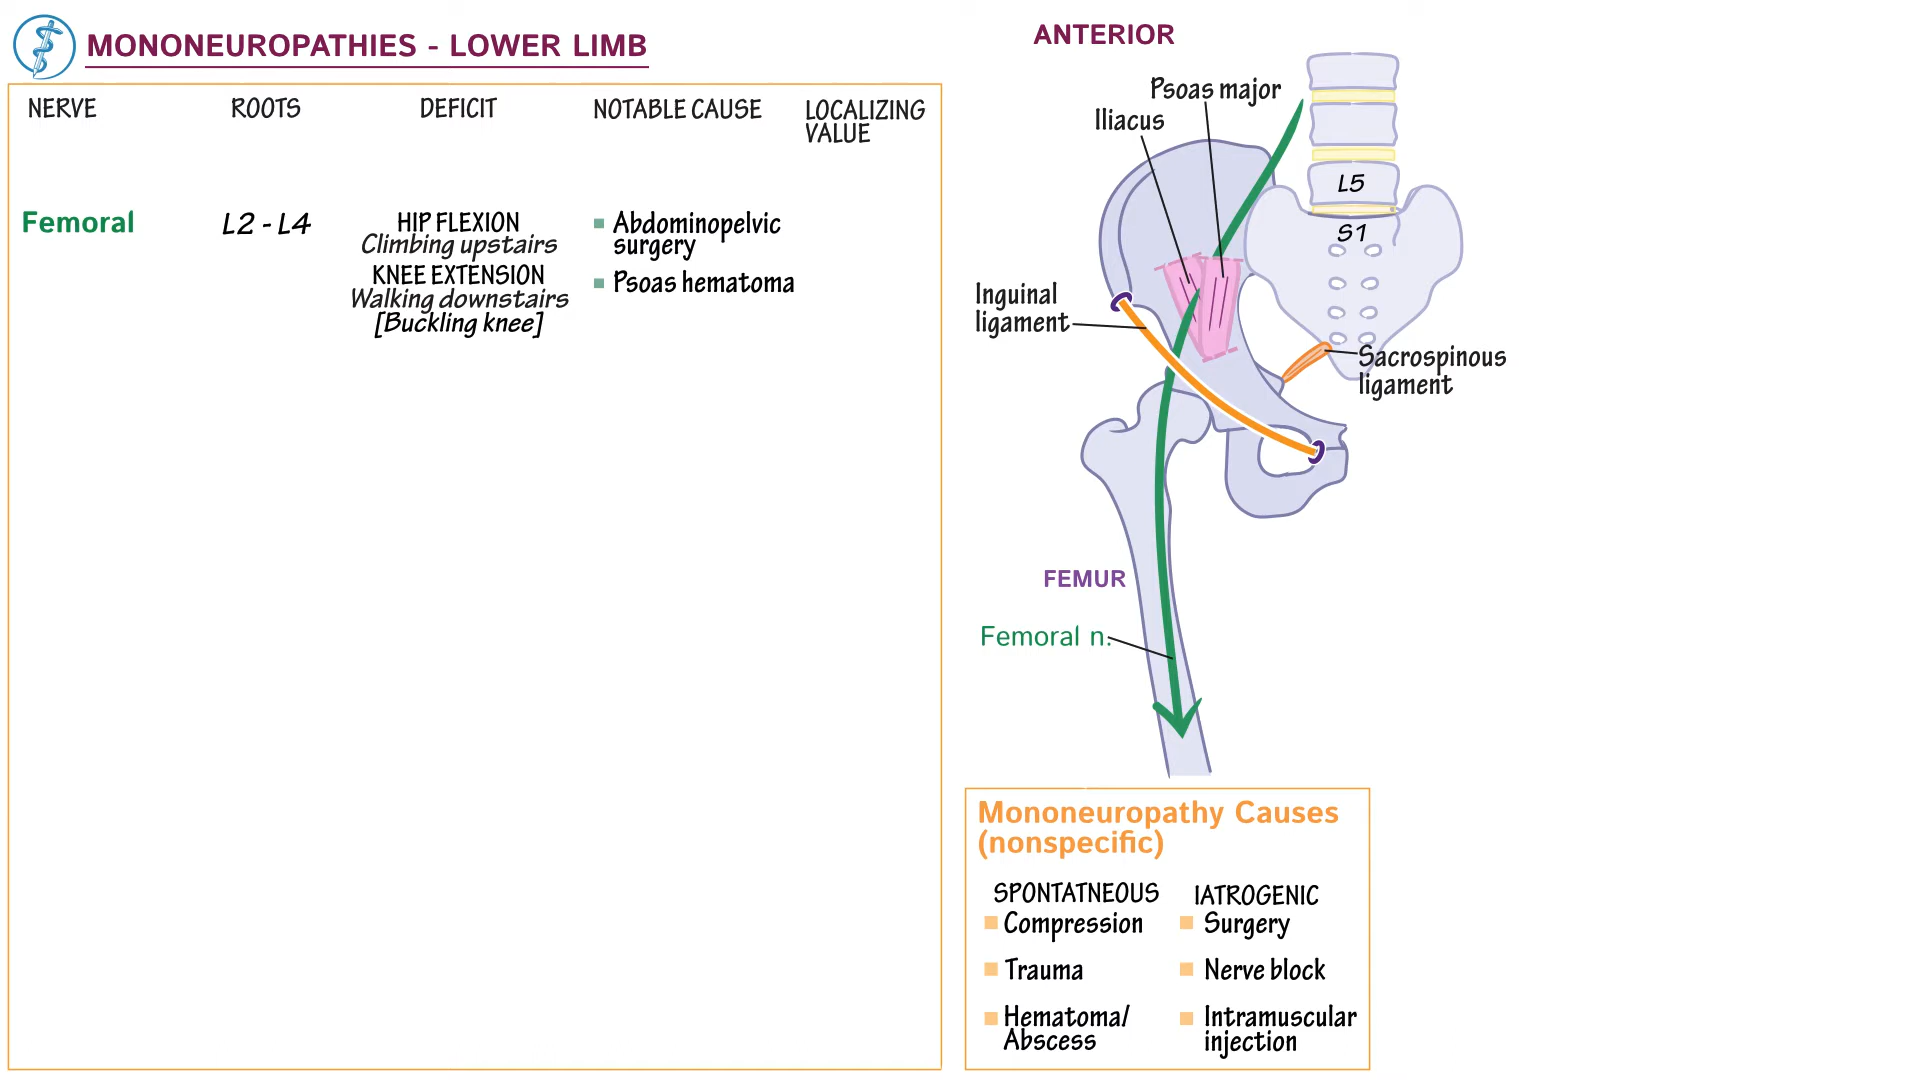 MONONEUROPATHIES - LOWER LIMB
NERVE
ROOTS
DEFICIT
NOTABLE CAUSE
LOCALIZING
VALUE
Femoral
L2 - L4
HIP FLEXION
Climbing upstairs
KNEE EXTENSION
Walking downstairs
[Buckling knee]
Abdominopelvic
surgery
Psoas hematoma
ANTERIOR
Psoas major
Iliacus
L5
S1
Inguinal
ligament
Sacrospinous
ligament
FEMUR
Femoral n.
Mononeuropathy Causes
(nonspecific)
SPONTATNEOUS
Compression
Trauma
Hematoma/
Abscess
IATROGENIC
Surgery
Nerve block
Intramuscular
injection